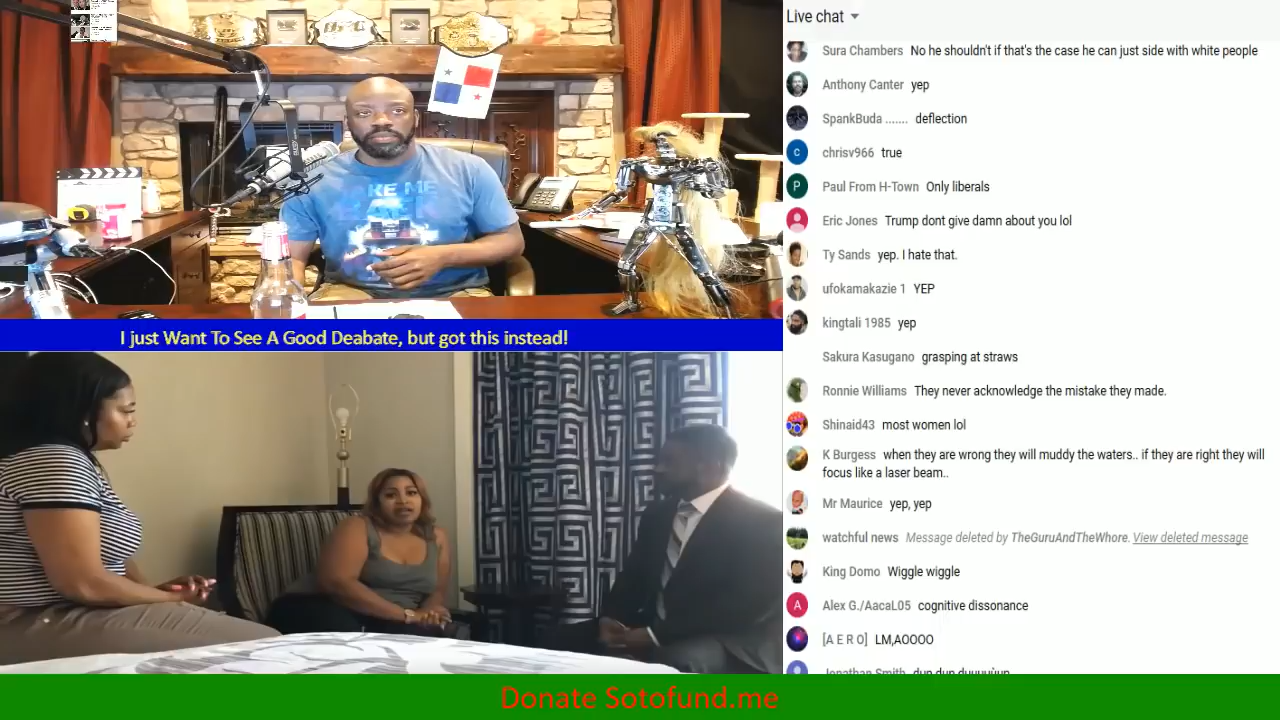 Live chat
Sura Chambers No he shouldn't if that's the case he can just side with white people
Anthony Canter yep
SpankBuda ....... deflection
chrisv966 true
Paul From H-Town Only liberals
Eric Jones Trump dont give damn about you lol
Ty Sands yep. I hate that.
ufokamakazie 1 YEP
kingtali 1985 yep
Sakura Kasugano grasping at straws
Ronnie Williams They never acknowledge the mistake they made.
Shinaid43 most women lol
K Burgess when they are wrong they will muddy the waters.. if they are right they will
focus like a laser beam..
Mr Maurice yep, yep
watchful news Message deleted by TheGuruAndTheWhore. View deleted message
King Domo Wiggle wiggle
Alex G./AacaL05 cognitive dissonance
[A E R O] LM,AOOOO
Jonathan Smith
MAKE ME
I just Want To See A Good Deabate, but got this instead!
Donate Sotofund.me